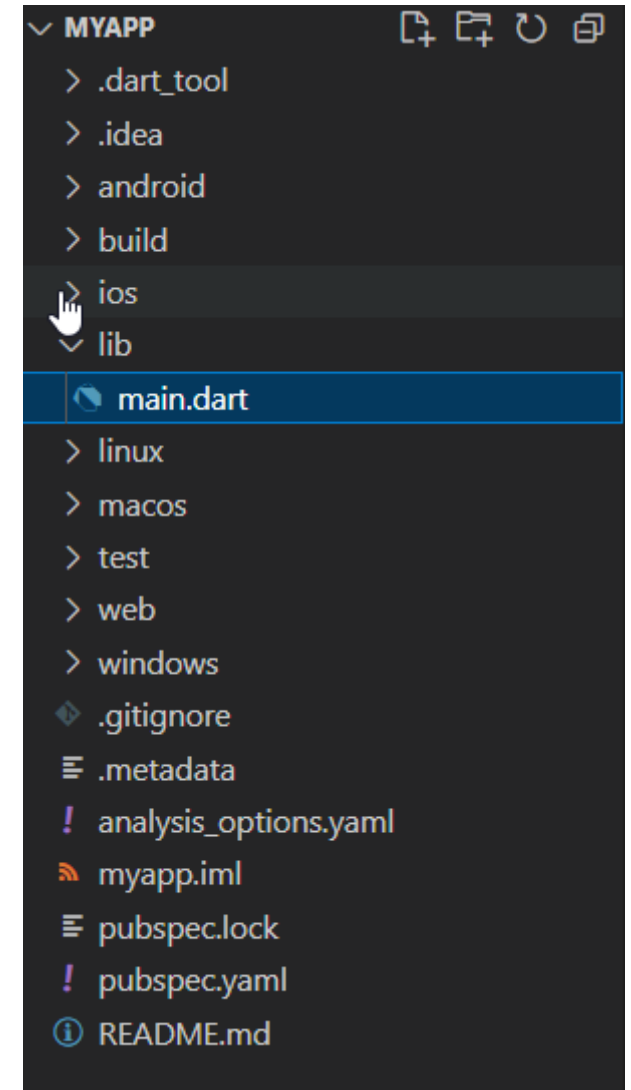 MYAPP
.dart_tool
.idea
android
build
ios
lib
main.dart
linux
macos
test
web
windows
.gitignore
.metadata
analysis_options.yaml
myapp.iml
pubspec.lock
pubspec.yaml
README.md